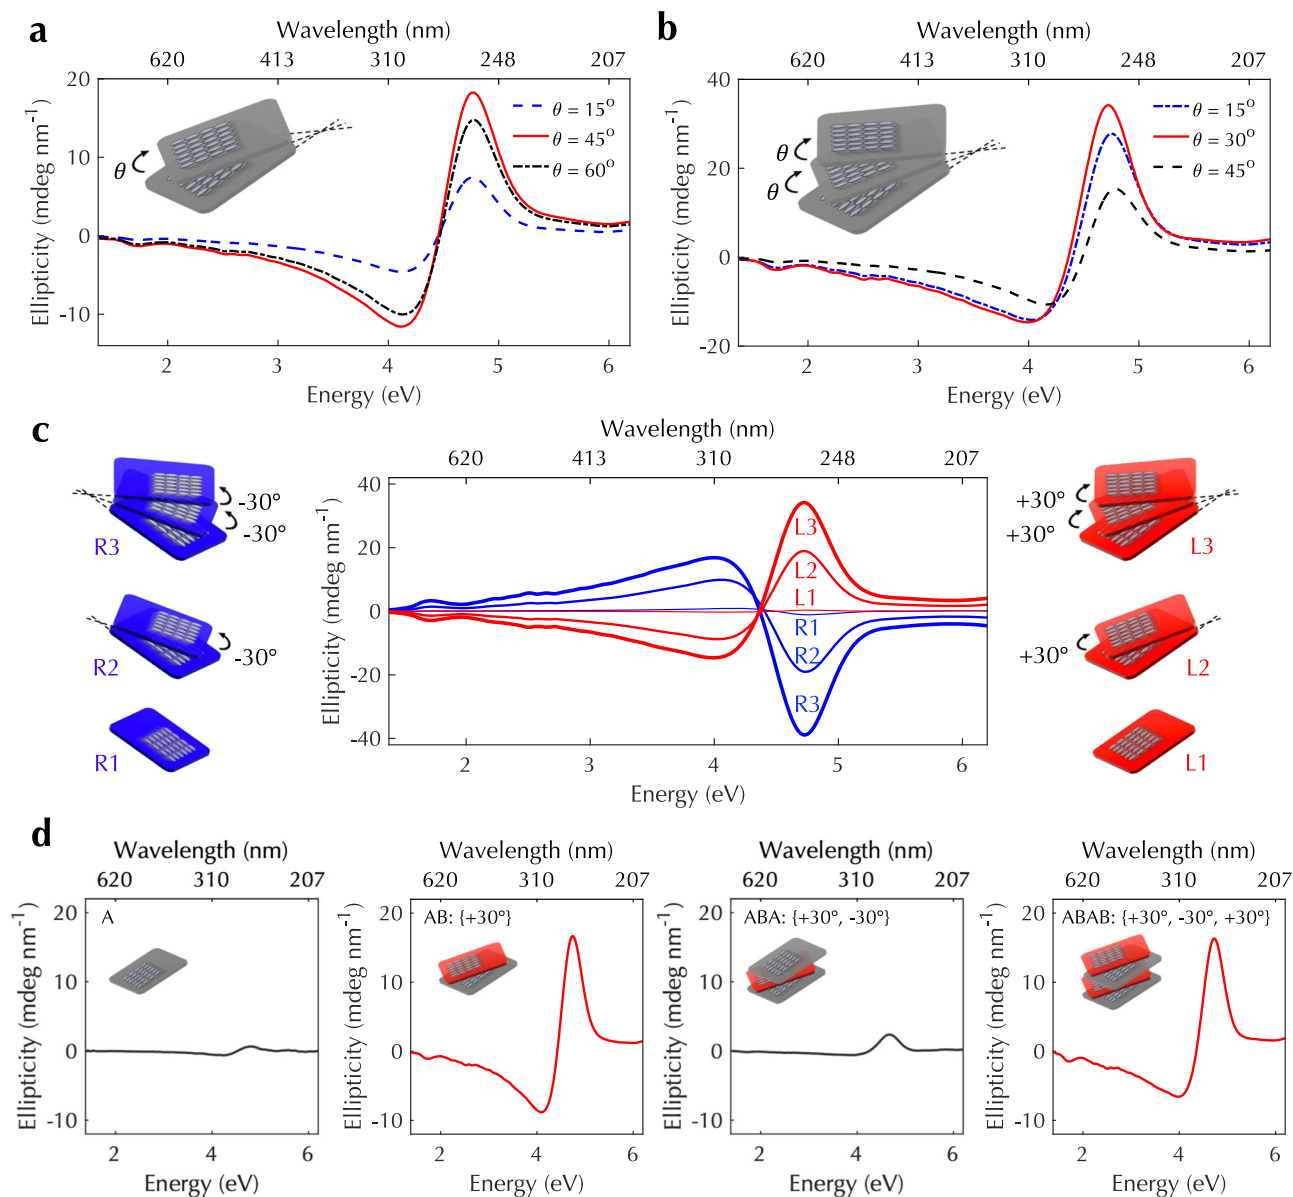 a
Wavelength (nm)
620 413 310 248 207
Ellipticity (mdeg nm⁻¹)
20
10
0
-10
θ = 15°
θ = 45°
θ = 60°
θ
2 3 4 5 6
Energy (eV)
b
Wavelength (nm)
620 413 310 248 207
Ellipticity (mdeg nm⁻¹)
40
20
0
-20
θ = 15°
θ = 30°
θ = 45°
θ
θ
2 3 4 5 6
Energy (eV)
c
-30°
-30°
R3
-30°
R2
R1
Wavelength (nm)
620 413 310 248 207
Ellipticity (mdeg nm⁻¹)
40
20
0
-20
-40
L3
L2
L1
R1
R2
R3
2 3 4 5 6
Energy (eV)
+30°
+30°
L3
+30°
L2
L1
d
Wavelength (nm)
620 310 207
Ellipticity (mdeg nm⁻¹)
20
10
0
-10
A
2 4 6
Energy (eV)
Wavelength (nm)
620 310 207
Ellipticity (mdeg nm⁻¹)
20
10
0
-10
AB: {+30°}
2 4 6
Energy (eV)
Wavelength (nm)
620 310 207
Ellipticity (mdeg nm⁻¹)
20
10
0
-10
ABA: {+30°, -30°}
2 4 6
Energy (eV)
Wavelength (nm)
620 310 207
Ellipticity (mdeg nm⁻¹)
20
10
0
-10
ABAB: {+30°, -30°, +30°}
2 4 6
Energy (eV)